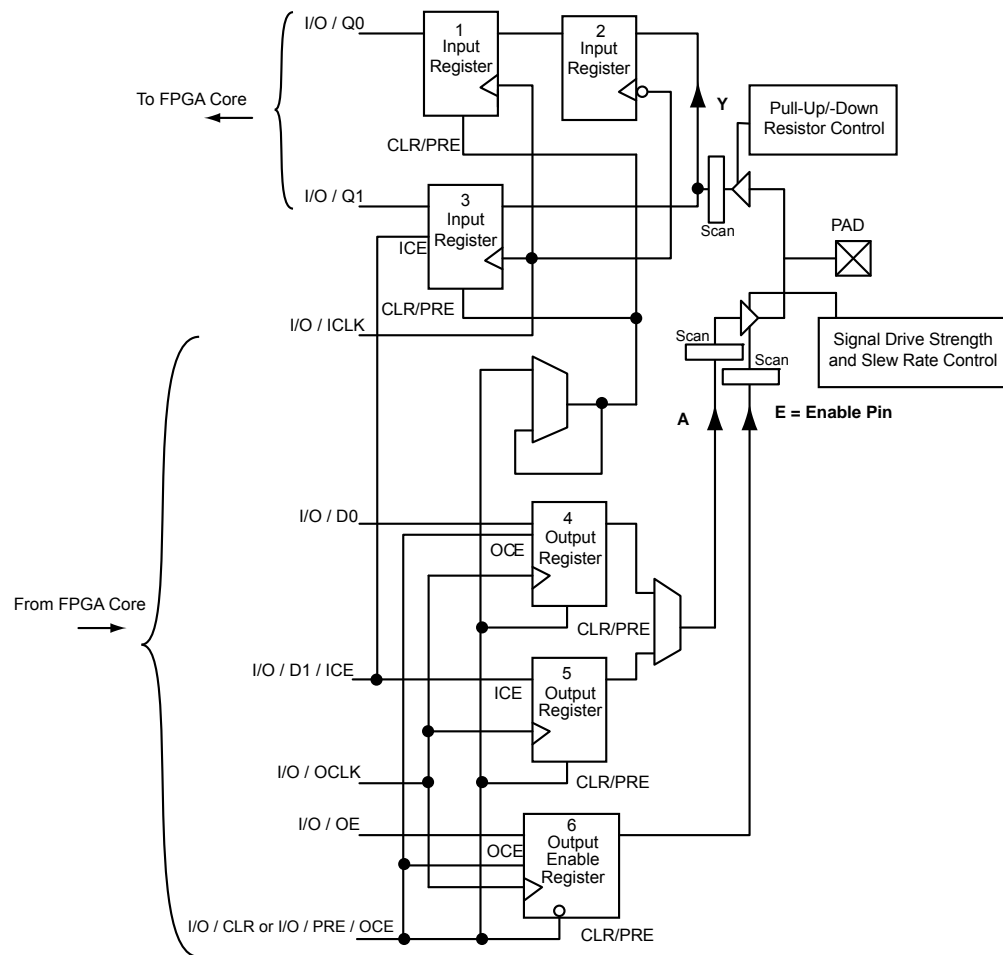 I/O / Q0
1
Input
Register
2
Input
Register
To FPGA Core
Y
Pull-Up/-Down
Resistor Control
CLR/PRE
I/O / Q1
3
Input
Register
ICE
Scan
PAD
CLR/PRE
I/O / ICLK
Scan
Signal Drive Strength
and Slew Rate Control
Scan
A
E = Enable Pin
I/O / D0
4
Output
Register
OCE
From FPGA Core
CLR/PRE
I/O / D1 / ICE
5
Output
Register
ICE
I/O / OCLK
CLR/PRE
I/O / OE
6
Output
Enable
Register
OCE
I/O / CLR or I/O / PRE / OCE
CLR/PRE